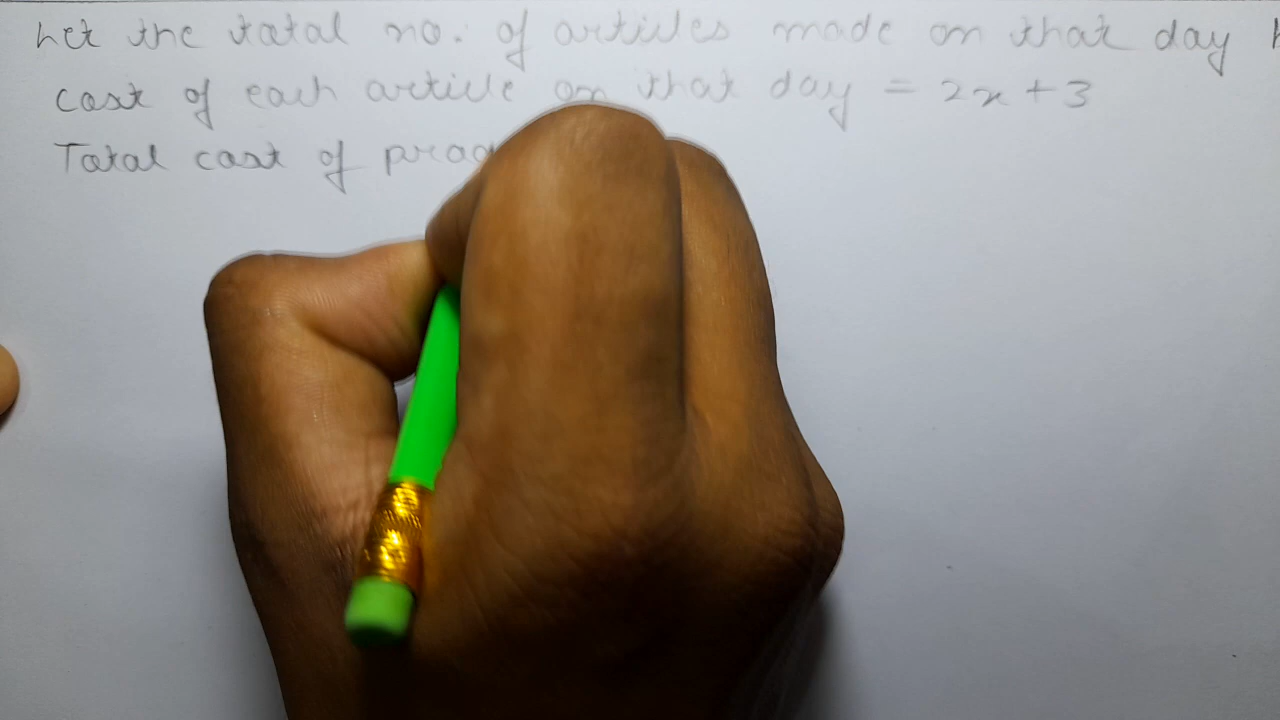 Let the total no. of articles made on that day
cost of each article on that day = 2x + 3
Total cost of